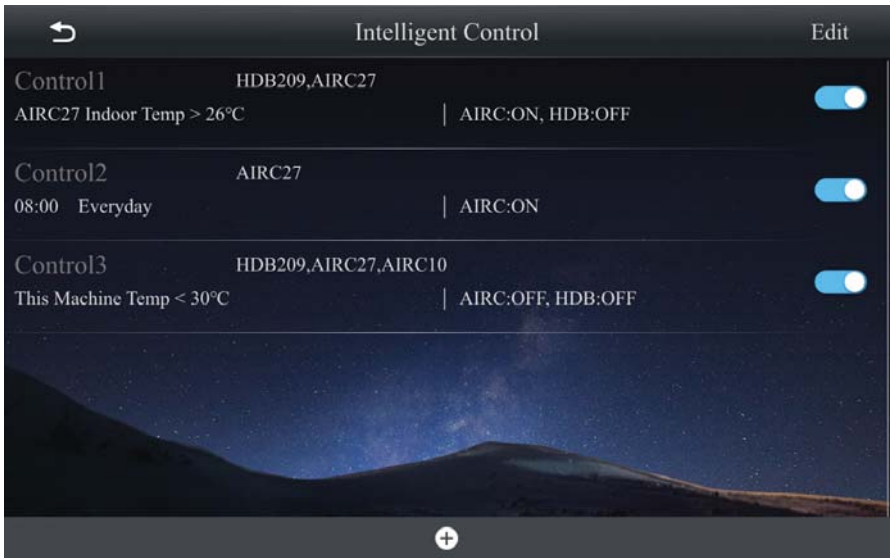 Intelligent Control Edit
Control1 HDB209,AIRC27
AIRC27 Indoor Temp > 26℃ | AIRC:ON, HDB:OFF
Control2 AIRC27
08:00 Everyday | AIRC:ON
Control3 HDB209,AIRC27,AIRC10
This Machine Temp < 30℃ | AIRC:OFF, HDB:OFF